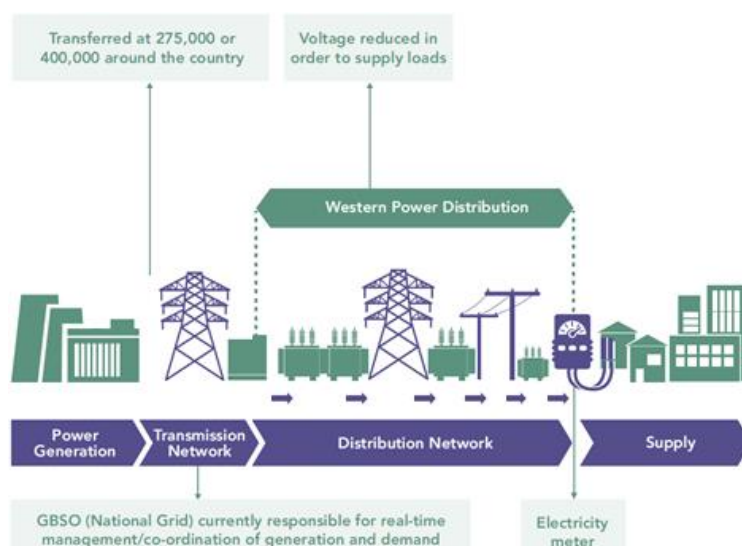 Transferred at 275,000 or
400,000 around the country
Voltage reduced in
order to supply loads
Western Power Distribution
Power
Generation
Transmission
Network
Distribution Network
Supply
GBSO (National Grid) currently responsible for real-time
management/co-ordination of generation and demand
Electricity
meter